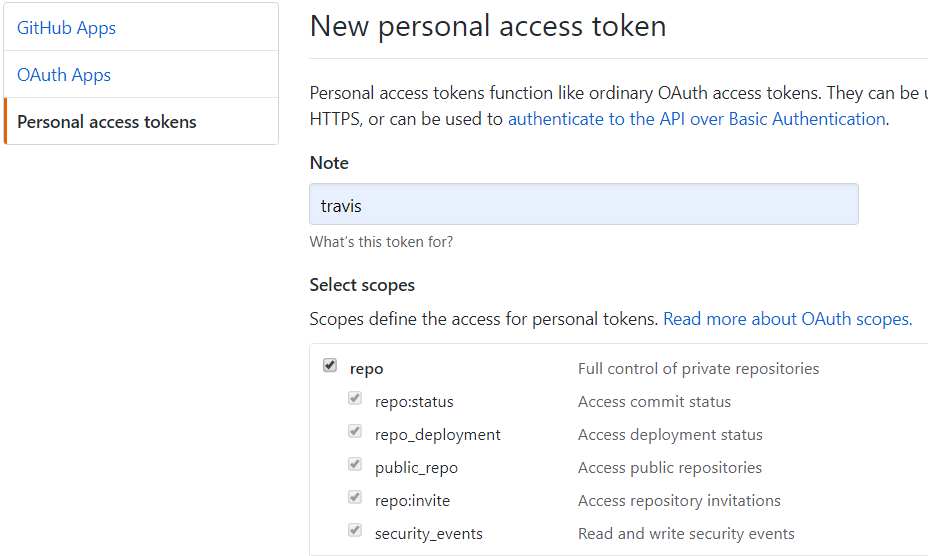 GitHub Apps
OAuth Apps
Personal access tokens
New personal access token
Personal access tokens function like ordinary OAuth access tokens. They can be
HTTPS, or can be used to authenticate to the API over Basic Authentication.
Note
travis
What's this token for?
Select scopes
Scopes define the access for personal tokens. Read more about OAuth scopes.
repo Full control of private repositories
repo:status Access commit status
repo_deployment Access deployment status
public_repo Access public repositories
repo:invite Access repository invitations
security_events Read and write security events